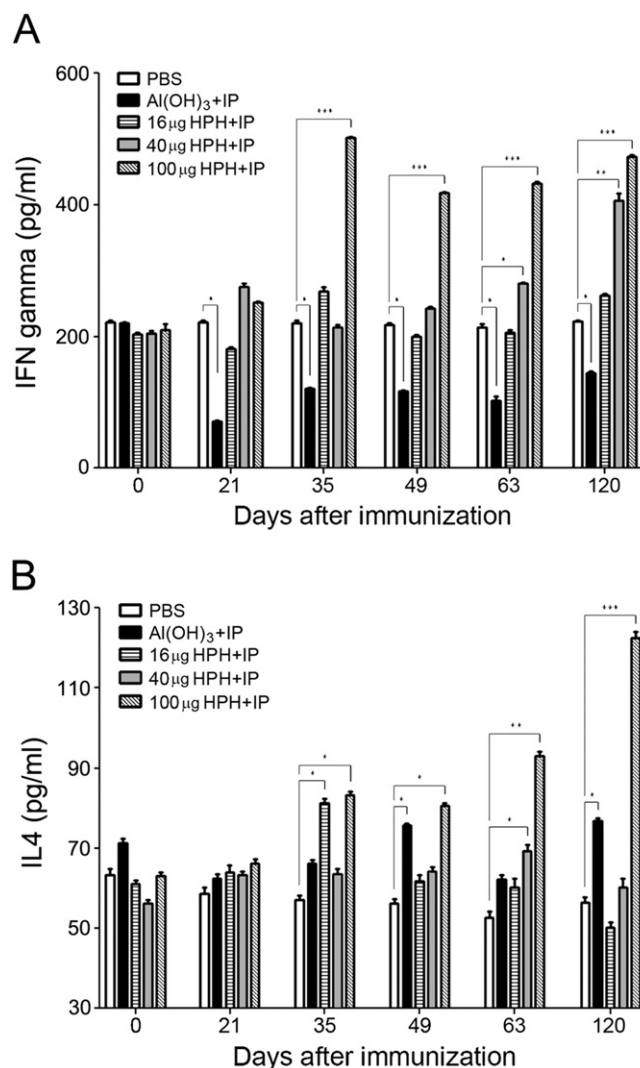 A
600
400
200
0
IFN gamma (pg/ml)
PBS
Al(OH)₃+IP
16μg HPH+IP
40μg HPH+IP
100μg HPH+IP
*
***
*
***
*
***
*
*
***
**
*
0 21 35 49 63 120
Days after immunization
B
130
110
90
70
50
30
IL4 (pg/ml)
PBS
Al(OH)₃+IP
16μg HPH+IP
40μg HPH+IP
100μg HPH+IP
*
*
*
*
**
*
***
*
0 21 35 49 63 120
Days after immunization